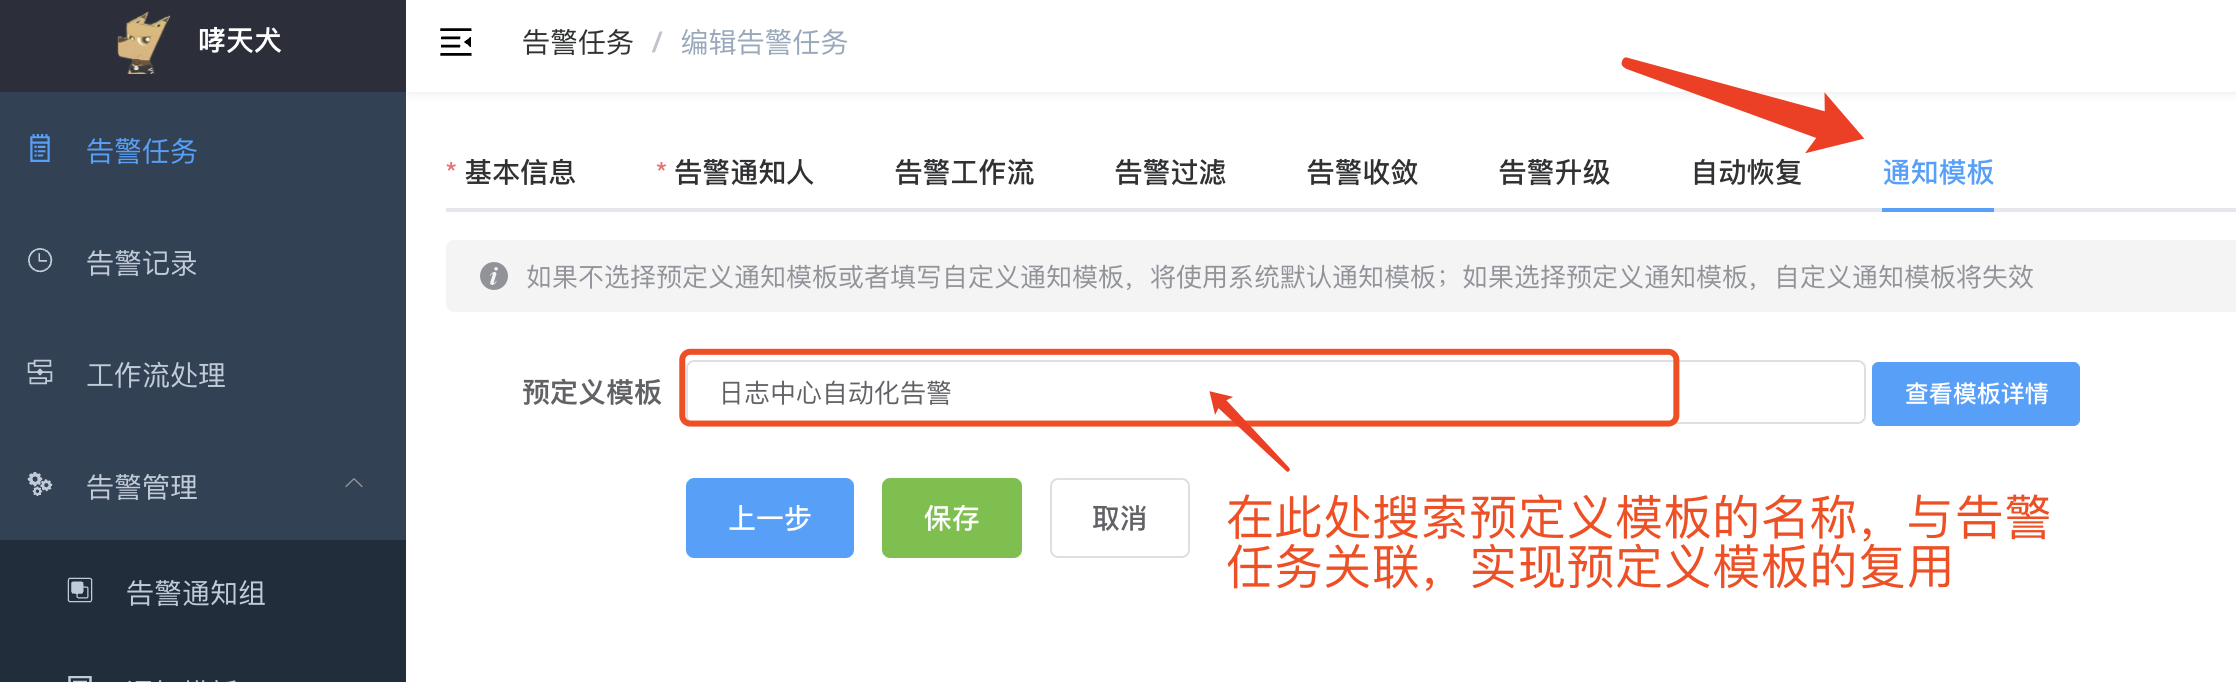 哮天犬
告警任务 / 编辑告警任务
告警任务
告警记录
工作流处理
告警管理
告警通知组
* 基本信息
* 告警通知人
告警工作流
告警过滤
告警收敛
告警升级
自动恢复
通知模板
如果不选择预定义通知模板或者填写自定义通知模板，将使用系统默认通知模板；如果选择预定义通知模板，自定义通知模板将失效
预定义模板
日志中心自动化告警
查看模板详情
上一步
保存
取消
在此处搜索预定义模板的名称，与告警
任务关联，实现预定义模板的复用